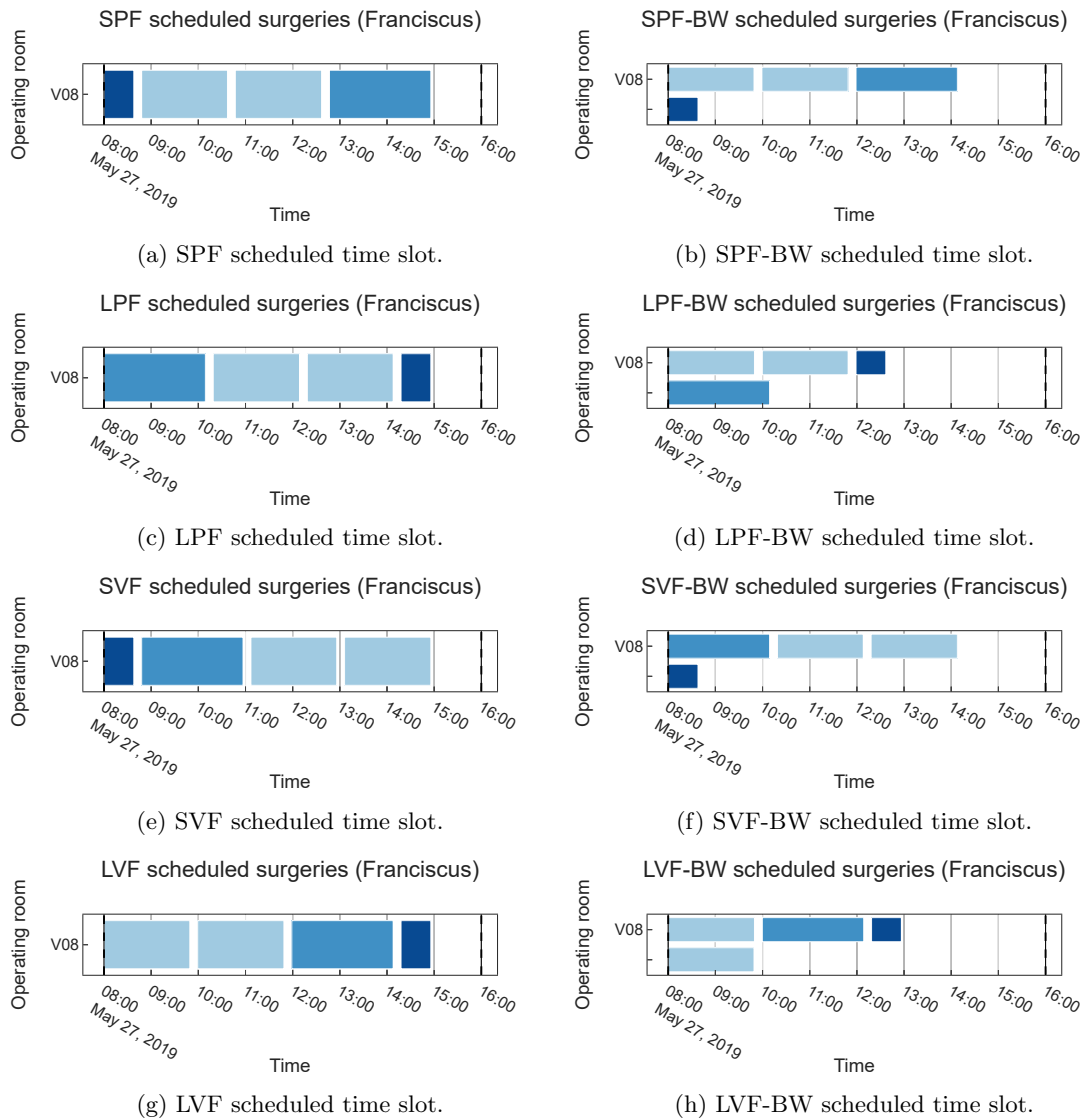 SPF scheduled surgeries (Franciscus)
Operating room
V08
08:00 09:00 10:00 11:00 12:00 13:00 14:00 15:00 16:00
May 27, 2019
Time
(a) SPF scheduled time slot.
SPF-BW scheduled surgeries (Franciscus)
Operating room
V08
08:00 09:00 10:00 11:00 12:00 13:00 14:00 15:00 16:00
May 27, 2019
Time
(b) SPF-BW scheduled time slot.
LPF scheduled surgeries (Franciscus)
Operating room
V08
08:00 09:00 10:00 11:00 12:00 13:00 14:00 15:00 16:00
May 27, 2019
Time
(c) LPF scheduled time slot.
LPF-BW scheduled surgeries (Franciscus)
Operating room
V08
08:00 09:00 10:00 11:00 12:00 13:00 14:00 15:00 16:00
May 27, 2019
Time
(d) LPF-BW scheduled time slot.
SVF scheduled surgeries (Franciscus)
Operating room
V08
08:00 09:00 10:00 11:00 12:00 13:00 14:00 15:00 16:00
May 27, 2019
Time
(e) SVF scheduled time slot.
SVF-BW scheduled surgeries (Franciscus)
Operating room
V08
08:00 09:00 10:00 11:00 12:00 13:00 14:00 15:00 16:00
May 27, 2019
Time
(f) SVF-BW scheduled time slot.
LVF scheduled surgeries (Franciscus)
Operating room
V08
08:00 09:00 10:00 11:00 12:00 13:00 14:00 15:00 16:00
May 27, 2019
Time
(g) LVF scheduled time slot.
LVF-BW scheduled surgeries (Franciscus)
Operating room
V08
08:00 09:00 10:00 11:00 12:00 13:00 14:00 15:00 16:00
May 27, 2019
Time
(h) LVF-BW scheduled time slot.